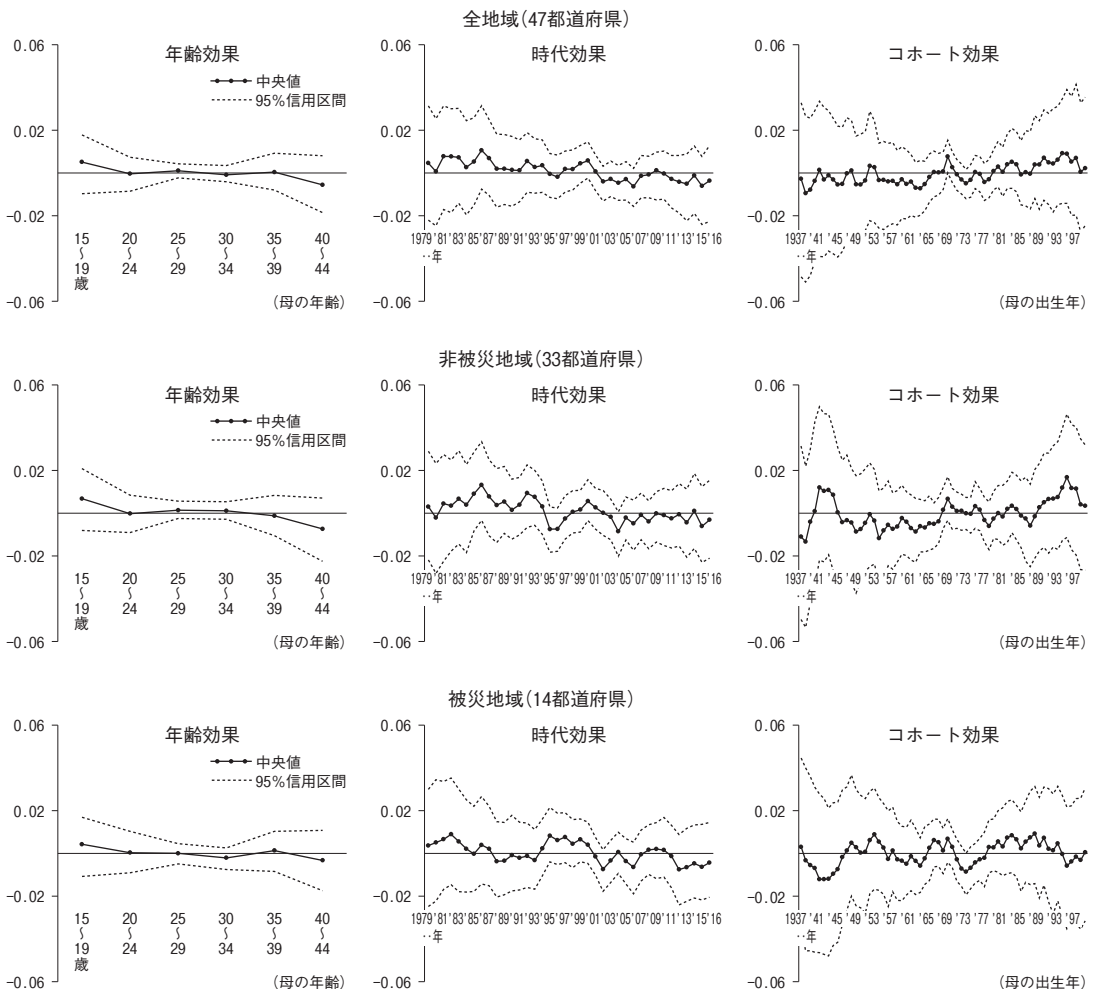 全地域（47都道府県）
0.06
0.02
-0.02
-0.06
年齢効果
中央値
95%信用区間
15〜19歳
20〜24
25〜29
30〜34
35〜39
40〜44
（母の年齢）
時代効果
1979 '81 '83 '85 '87 '89 '91 '93 '95 '97 '99 '01 '03 '05 '07 '09 '11 '13 '15 '16
年
0.06
0.02
-0.02
-0.06
コホート効果
1937 '41 '45 '49 '53 '57 '61 '65 '69 '73 '77 '81 '85 '89 '93 '97
年
（母の出生年）
0.06
0.02
-0.02
-0.06
非被災地域（33都道府県）
0.06
0.02
-0.02
-0.06
年齢効果
中央値
95%信用区間
15〜19歳
20〜24
25〜29
30〜34
35〜39
40〜44
（母の年齢）
時代効果
1979 '81 '83 '85 '87 '89 '91 '93 '95 '97 '99 '01 '03 '05 '07 '09 '11 '13 '15 '16
年
0.06
0.02
-0.02
-0.06
コホート効果
1937 '41 '45 '49 '53 '57 '61 '65 '69 '73 '77 '81 '85 '89 '93 '97
年
（母の出生年）
0.06
0.02
-0.02
-0.06
被災地域（14都道府県）
0.06
0.02
-0.02
-0.06
年齢効果
中央値
95%信用区間
15〜19歳
20〜24
25〜29
30〜34
35〜39
40〜44
（母の年齢）
時代効果
1979 '81 '83 '85 '87 '89 '91 '93 '95 '97 '99 '01 '03 '05 '07 '09 '11 '13 '15 '16
年
0.06
0.02
-0.02
-0.06
コホート効果
1937 '41 '45 '49 '53 '57 '61 '65 '69 '73 '77 '81 '85 '89 '93 '97
年
（母の出生年）
0.06
0.02
-0.02
-0.06